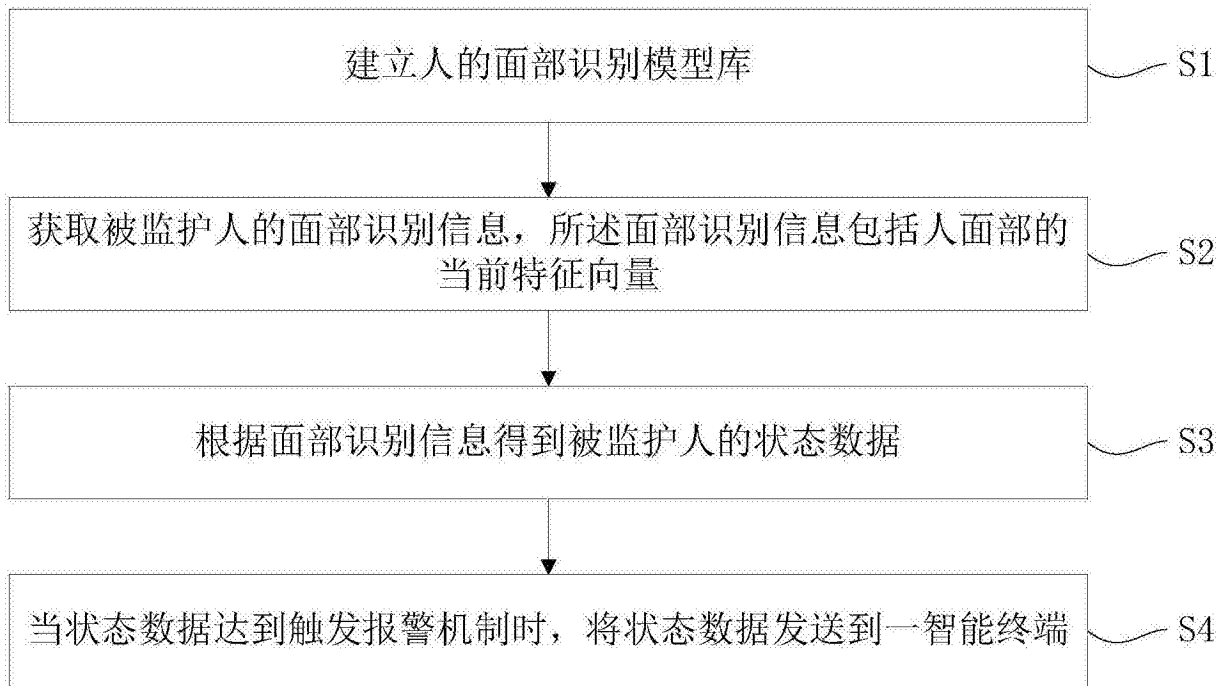 建立人的面部识别模型库
S1
获取被监护人的面部识别信息，所述面部识别信息包括人面部的
当前特征向量
S2
根据面部识别信息得到被监护人的状态数据
S3
当状态数据达到触发报警机制时，将状态数据发送到一智能终端
S4